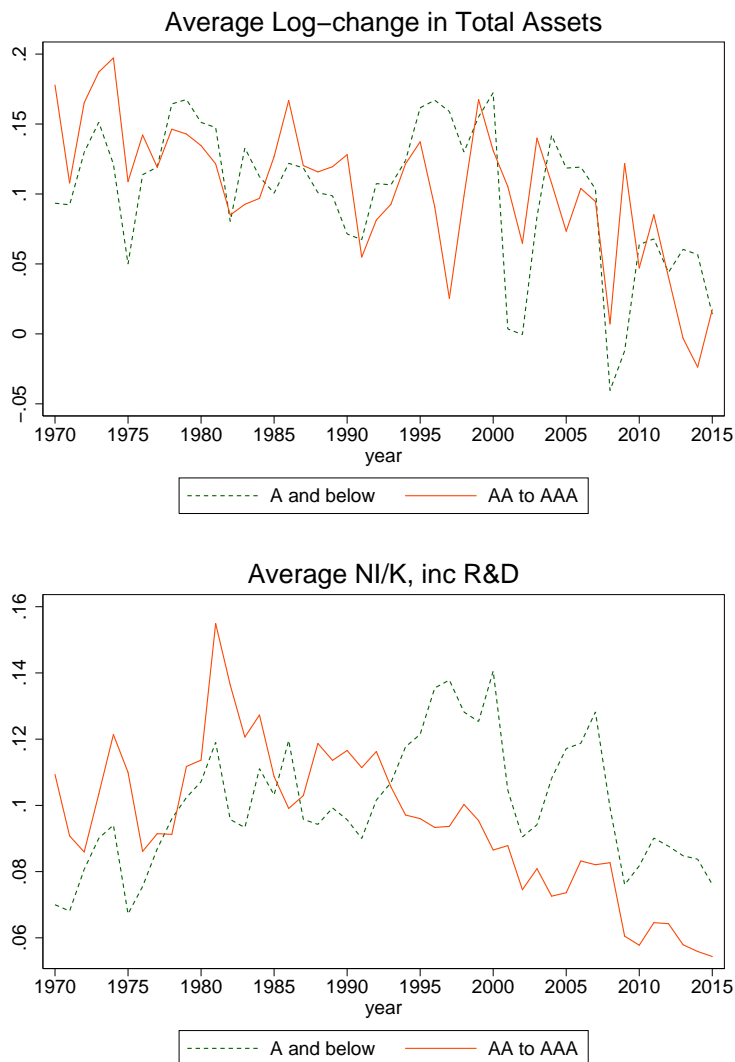 Average Log−change in Total Assets
.2
.15
.1
.05
0
−.05
1970 1975 1980 1985 1990 1995 2000 2005 2010 2015
year
A and below AA to AAA
Average NI/K, inc R&D
.16
.14
.12
.1
.08
.06
1970 1975 1980 1985 1990 1995 2000 2005 2010 2015
year
A and below AA to AAA